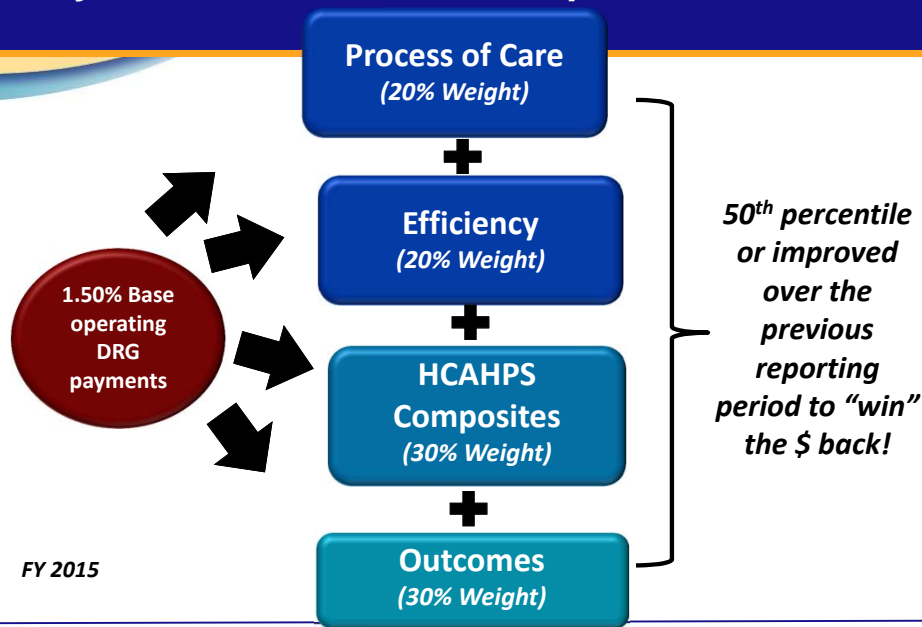 Process of Care
(20% Weight)
Efficiency
(20% Weight)
1.50% Base
operating
DRG
payments
HCAHPS
Composites
(30% Weight)
Outcomes
(30% Weight)
50th percentile
or improved
over the
previous
reporting
period to “win”
the $ back!
FY 2015